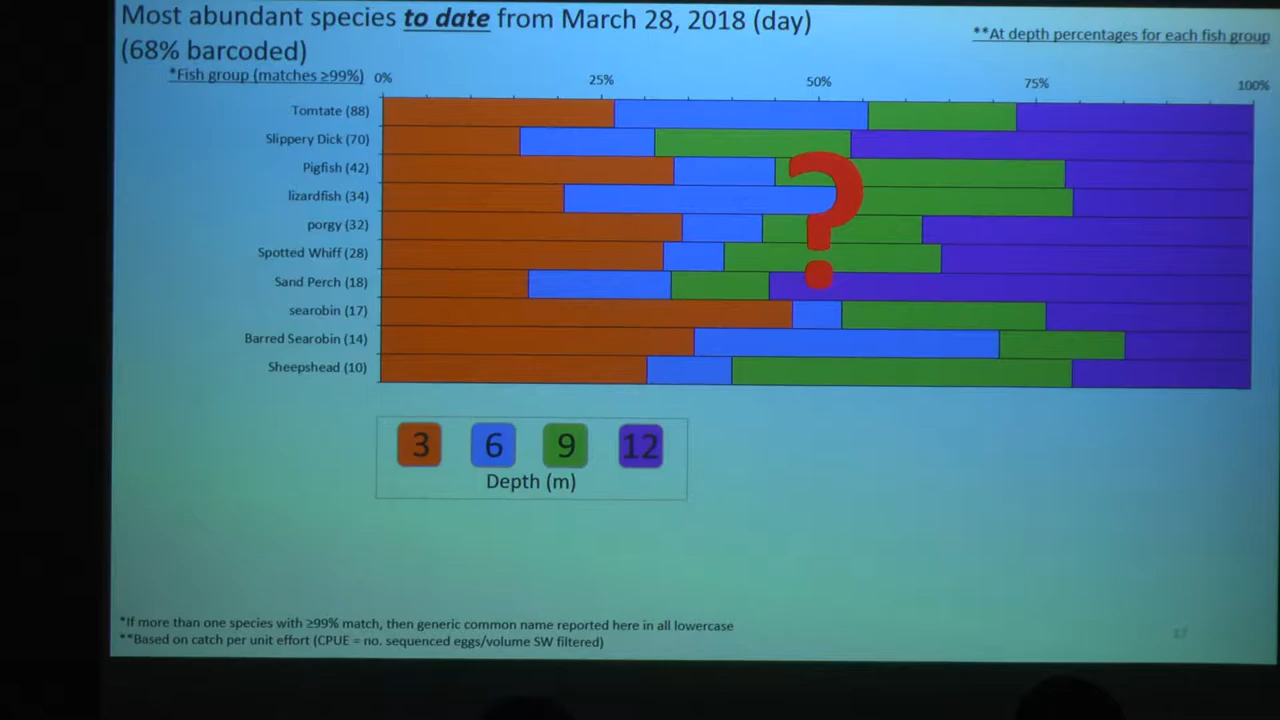 Most abundant species to date from March 28, 2018 (day)
(68% barcoded)
**At depth percentages for each fish group
*Fish group (matches ≥99%)
0% 25% 50% 75% 100%
Tomtate (88)
Slippery Dick (70)
Pigfish (42)
lizardfish (34)
porgy (32)
Spotted Whiff (28)
Sand Perch (18)
searobin (17)
Barred Searobin (14)
Sheepshead (10)
?
3 6 9 12
Depth (m)
*If more than one species with ≥99% match, then generic common name reported here in all lowercase
**Based on catch per unit effort (CPUE = no. sequenced eggs/volume SW filtered)